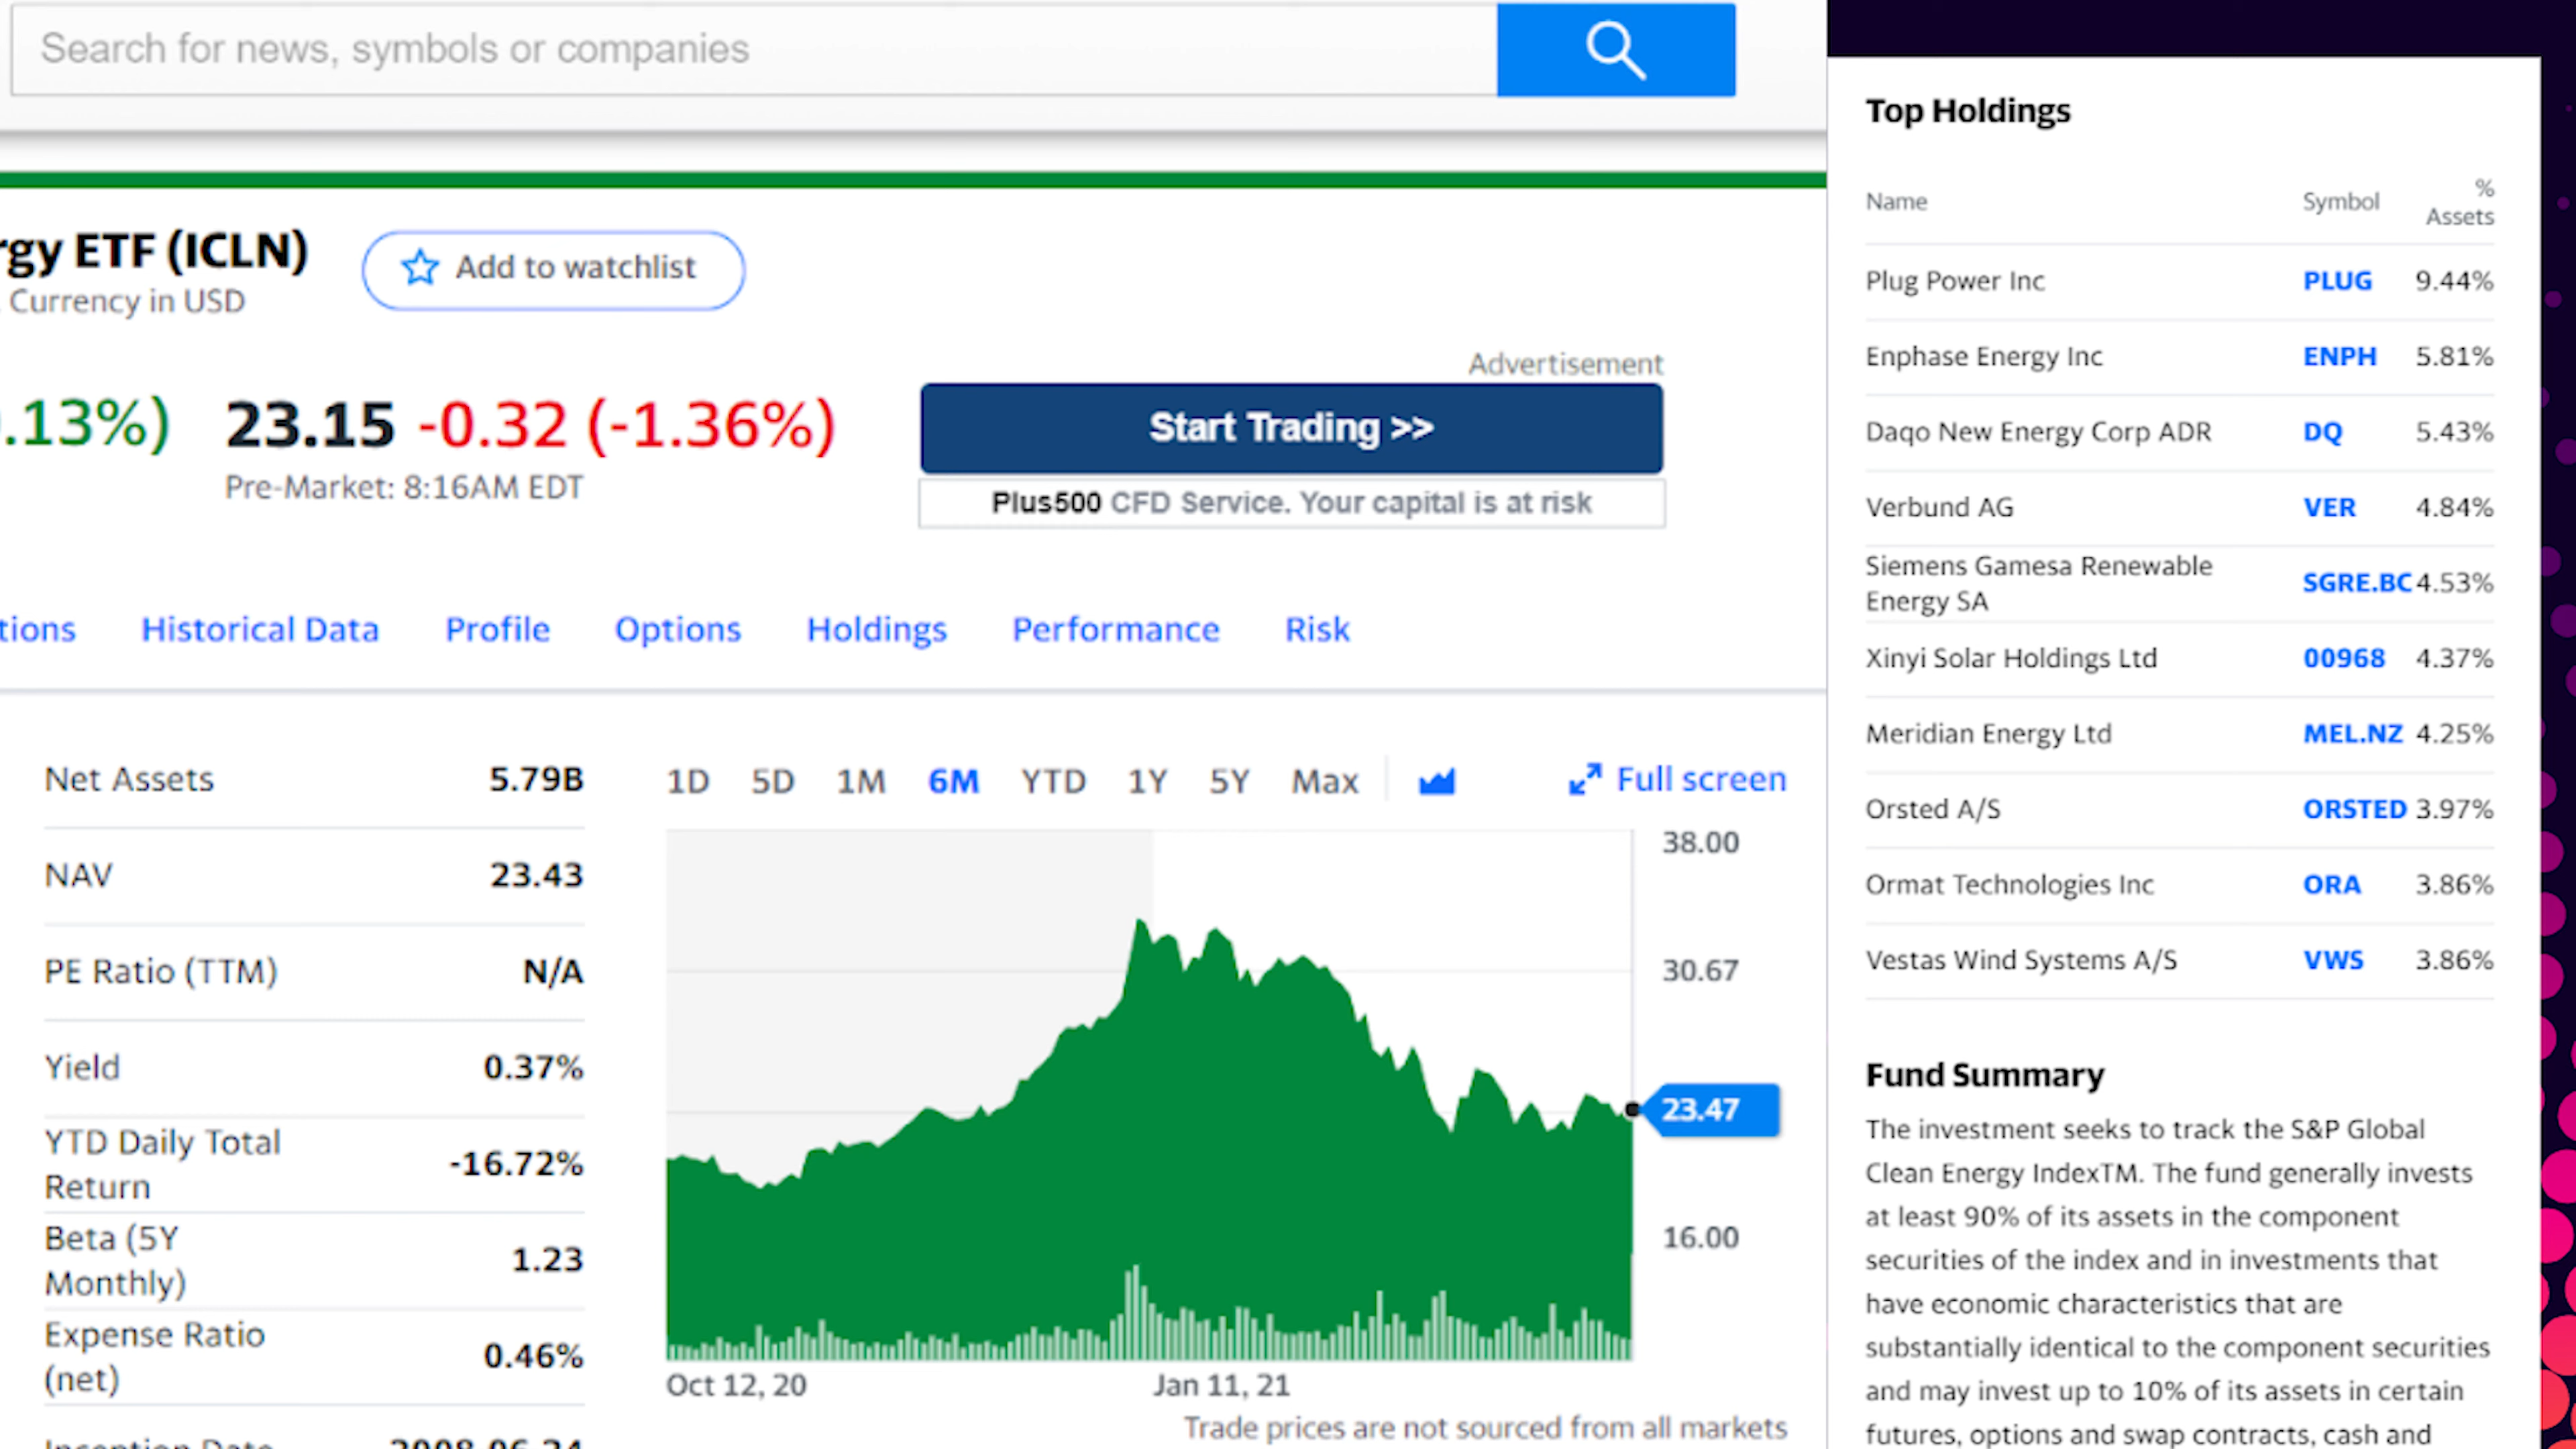 Search for news, symbols or companies
rgy ETF (ICLN)
Add to watchlist
Currency in USD
.13%) 23.15 -0.32 (-1.36%)
Pre-Market: 8:16AM EDT
Advertisement
Start Trading >>
Plus500 CFD Service. Your capital is at risk
tions Historical Data Profile Options Holdings Performance Risk
Net Assets 5.79B
NAV 23.43
PE Ratio (TTM) N/A
Yield 0.37%
YTD Daily Total
Return -16.72%
Beta (5Y
Monthly) 1.23
Expense Ratio
(net) 0.46%
1D 5D 1M 6M YTD 1Y 5Y Max Full screen
38.00
30.67
23.47
16.00
Oct 12, 20 Jan 11, 21
Trade prices are not sourced from all markets
Top Holdings
Name Symbol %
Assets
Plug Power Inc PLUG 9.44%
Enphase Energy Inc ENPH 5.81%
Daqo New Energy Corp ADR DQ 5.43%
Verbund AG VER 4.84%
Siemens Gamesa Renewable
Energy SA SGRE.BC 4.53%
Xinyi Solar Holdings Ltd 00968 4.37%
Meridian Energy Ltd MEL.NZ 4.25%
Orsted A/S ORSTED 3.97%
Ormat Technologies Inc ORA 3.86%
Vestas Wind Systems A/S VWS 3.86%
Fund Summary
The investment seeks to track the S&P Global
Clean Energy IndexTM. The fund generally invests
at least 90% of its assets in the component
securities of the index and in investments that
have economic characteristics that are
substantially identical to the component securities
and may invest up to 10% of its assets in certain
futures, options and swap contracts, cash and